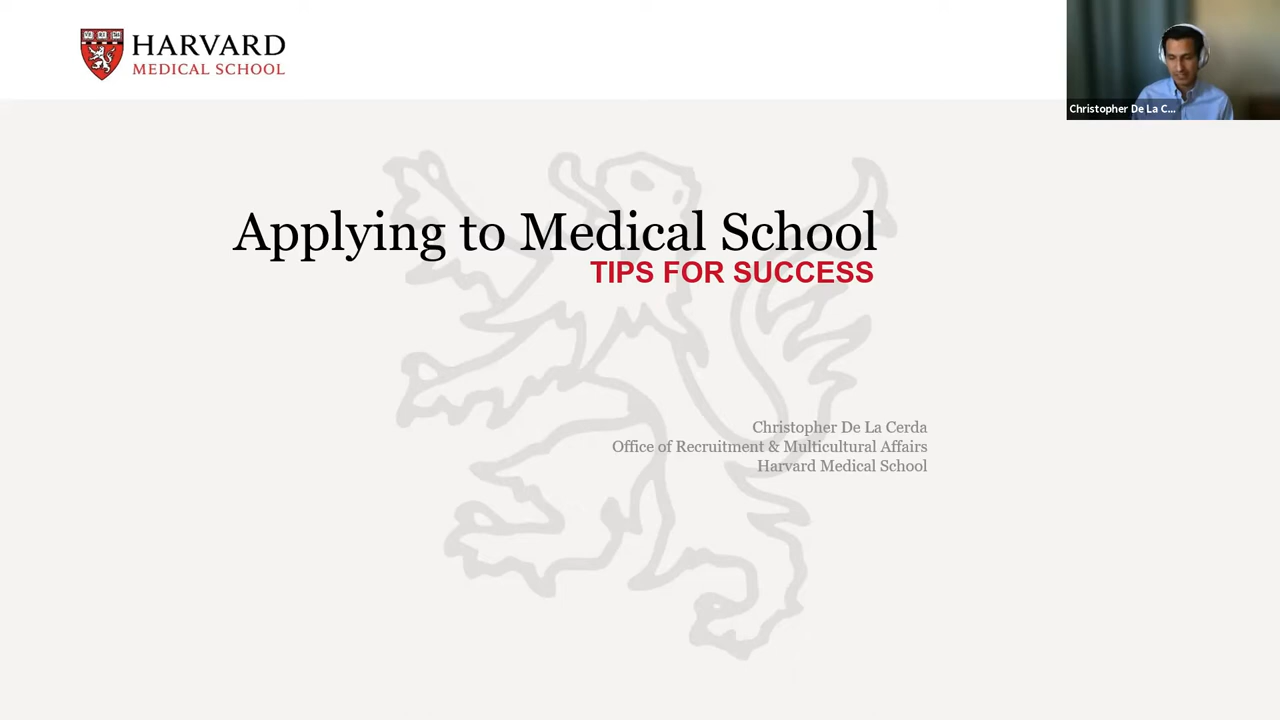 HARVARD
MEDICAL SCHOOL
Christopher De La C...
Applying to Medical School
TIPS FOR SUCCESS
Christopher De La Cerda
Office of Recruitment & Multicultural Affairs
Harvard Medical School